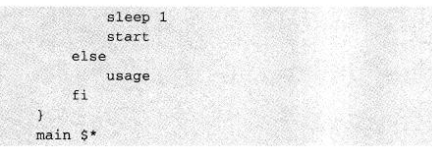 sleep 1
start
else
usage
fi
}
main $*